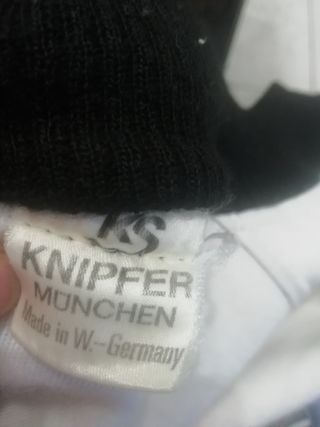 KS
KNIPFER
MÜNCHEN
Made in W.-Germany